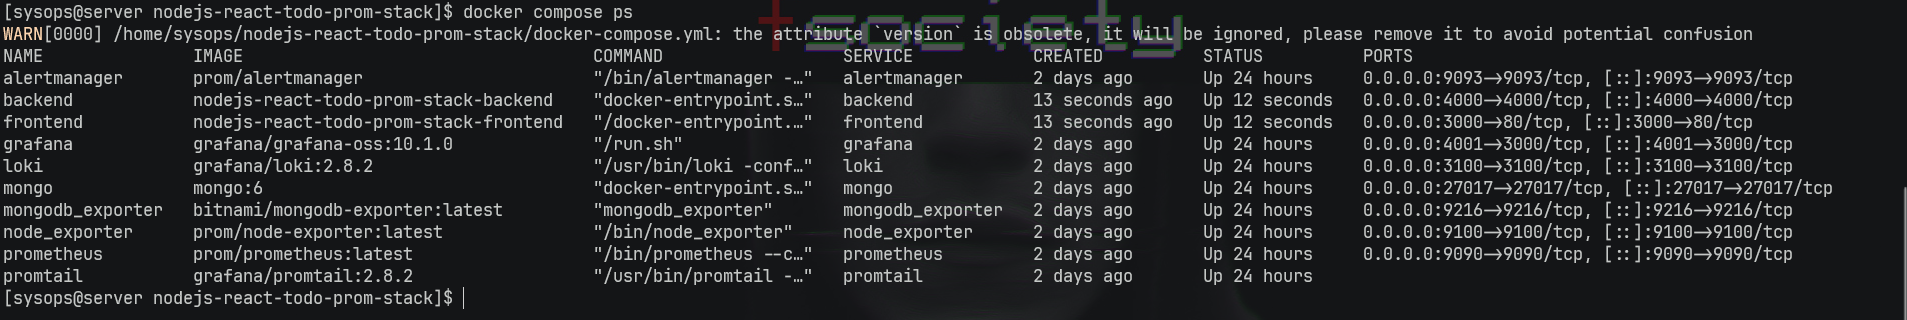 [sysops@server nodejs-react-todo-prom-stack]$ docker compose ps
WARN[0000] /home/sysops/nodejs-react-todo-prom-stack/docker-compose.yml: the attribute `version` is obsolete, it will be ignored, please remove it to avoid potential confusion
NAME IMAGE COMMAND SERVICE CREATED STATUS PORTS
alertmanager prom/alertmanager "/bin/alertmanager -…" alertmanager 2 days ago Up 24 hours 0.0.0.0:9093->9093/tcp, [::]:9093->9093/tcp
backend nodejs-react-todo-prom-stack-backend "docker-entrypoint.s…" backend 13 seconds ago Up 12 seconds 0.0.0.0:4000->4000/tcp, [::]:4000->4000/tcp
frontend nodejs-react-todo-prom-stack-frontend "/docker-entrypoint.…" frontend 13 seconds ago Up 12 seconds 0.0.0.0:3000->80/tcp, [::]:3000->80/tcp
grafana grafana/grafana-oss:10.1.0 "/run.sh" grafana 2 days ago Up 24 hours 0.0.0.0:4001->3000/tcp, [::]:4001->3000/tcp
loki grafana/loki:2.8.2 "/usr/bin/loki -conf…" loki 2 days ago Up 24 hours 0.0.0.0:3100->3100/tcp, [::]:3100->3100/tcp
mongo mongo:6 "docker-entrypoint.s…" mongo 2 days ago Up 24 hours 0.0.0.0:27017->27017/tcp, [::]:27017->27017/tcp
mongodb_exporter bitnami/mongodb-exporter:latest "mongodb_exporter" mongodb_exporter 2 days ago Up 24 hours 0.0.0.0:9216->9216/tcp, [::]:9216->9216/tcp
node_exporter prom/node-exporter:latest "/bin/node_exporter" node_exporter 2 days ago Up 24 hours 0.0.0.0:9100->9100/tcp, [::]:9100->9100/tcp
prometheus prom/prometheus:latest "/bin/prometheus --c…" prometheus 2 days ago Up 24 hours 0.0.0.0:9090->9090/tcp, [::]:9090->9090/tcp
promtail grafana/promtail:2.8.2 "/usr/bin/promtail -…" promtail 2 days ago Up 24 hours
[sysops@server nodejs-react-todo-prom-stack]$
society